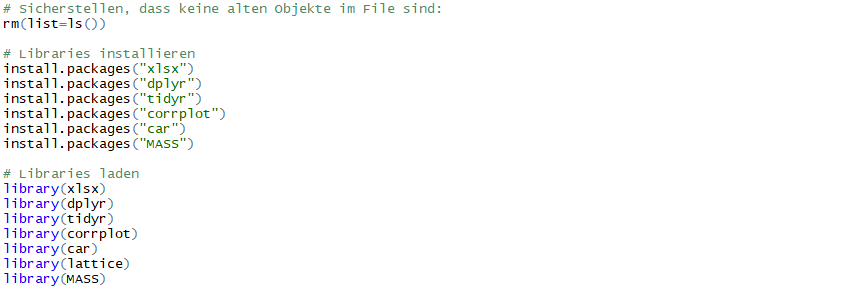 # Sicherstellen, dass keine alten Objekte im File sind:
rm(list=ls())
# Libraries installieren
install.packages("xlsx")
install.packages("dplyr")
install.packages("tidyr")
install.packages("corrplot")
install.packages("car")
install.packages("MASS")
# Libraries laden
library(xlsx)
library(dplyr)
library(tidyr)
library(corrplot)
library(car)
library(lattice)
library(MASS)